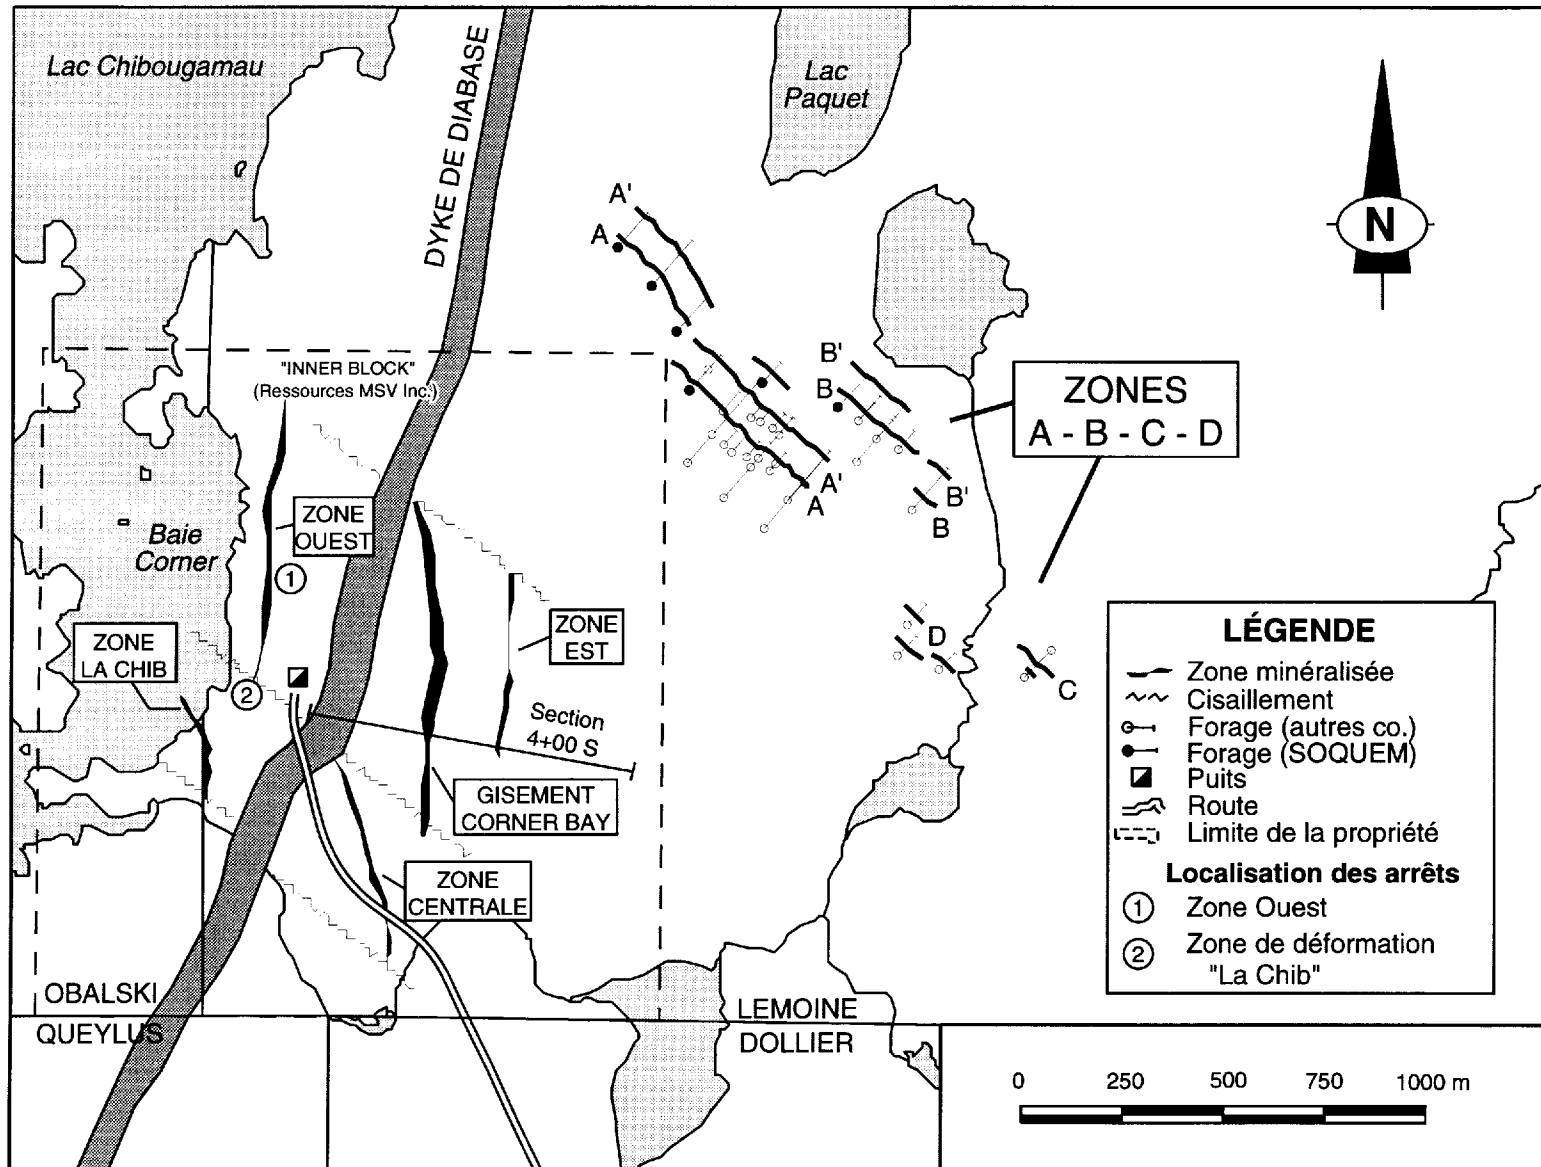 Lac Chibougamau
DYKE DE DIABASE
Lac
Paquet
N
A'
A
"INNER BLOCK"
(Ressources MSV Inc.)
B'
B
ZONES
A - B - C - D
A'
A
B'
B
ZONE
OUEST
Baie
Corner
1
ZONE
LA CHIB
2
ZONE
EST
D
C
Section
4+00 S
GISEMENT
CORNER BAY
ZONE
CENTRALE
LÉGENDE
Zone minéralisée
Cisaillement
Forage (autres co.)
Forage (SOQUEM)
Puits
Route
Limite de la propriété
Localisation des arrêts
1 Zone Ouest
2 Zone de déformation
"La Chib"
OBALSKI
QUEYLUS
LEMOINE
DOLLIER
0 250 500 750 1000 m